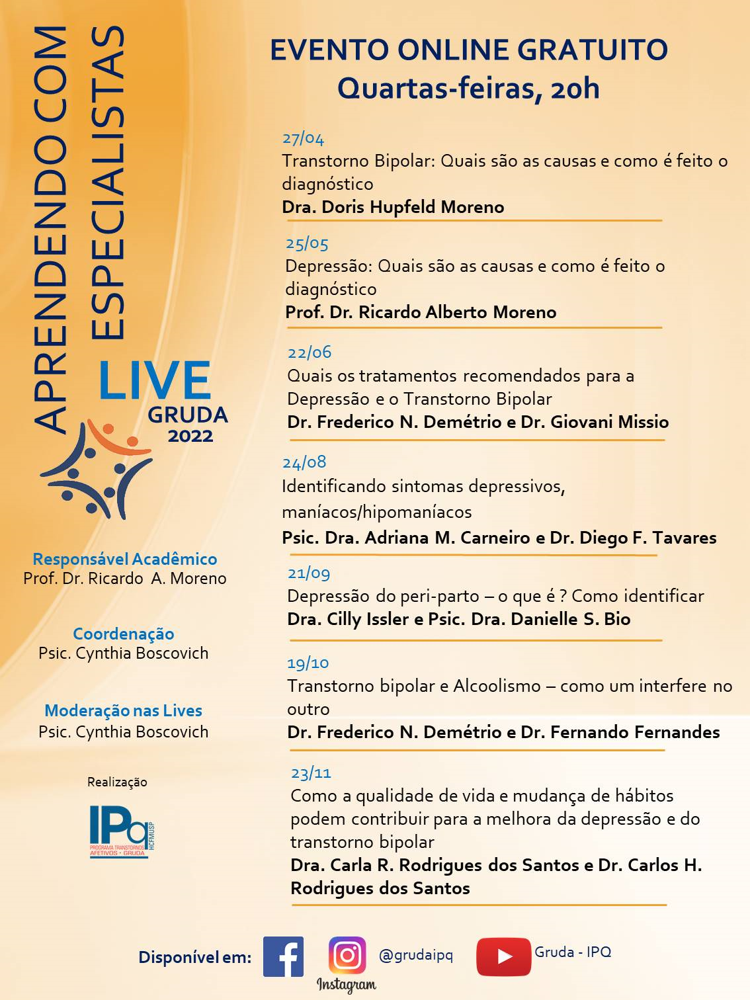 APRENDENDO COM
ESPECIALISTAS
LIVE
GRUDA
2022
Responsável Acadêmico
Prof. Dr. Ricardo A. Moreno
Coordenação
Psic. Cynthia Boscovich
Moderação nas Lives
Psic. Cynthia Boscovich
Realização
IPq
HCFMUSP
PROGRAMA TRANSTORNOS
AFETIVOS • GRUDA
EVENTO ONLINE GRATUITO
Quartas-feiras, 20h
27/04
Transtorno Bipolar: Quais são as causas e como é feito o
diagnóstico
Dra. Doris Hupfeld Moreno
25/05
Depressão: Quais são as causas e como é feito o
diagnóstico
Prof. Dr. Ricardo Alberto Moreno
22/06
Quais os tratamentos recomendados para a
Depressão e o Transtorno Bipolar
Dr. Frederico N. Demétrio e Dr. Giovani Missio
24/08
Identificando sintomas depressivos,
maníacos/hipomaníacos
Psic. Dra. Adriana M. Carneiro e Dr. Diego F. Tavares
21/09
Depressão do peri-parto – o que é ? Como identificar
Dra. Cilly Issler e Psic. Dra. Danielle S. Bio
19/10
Transtorno bipolar e Alcoolismo – como um interfere no
outro
Dr. Frederico N. Demétrio e Dr. Fernando Fernandes
23/11
Como a qualidade de vida e mudança de hábitos
podem contribuir para a melhora da depressão e do
transtorno bipolar
Dra. Carla R. Rodrigues dos Santos e Dr. Carlos H.
Rodrigues dos Santos
Disponível em:
f
Instagram
@grudaipq
Gruda - IPQ